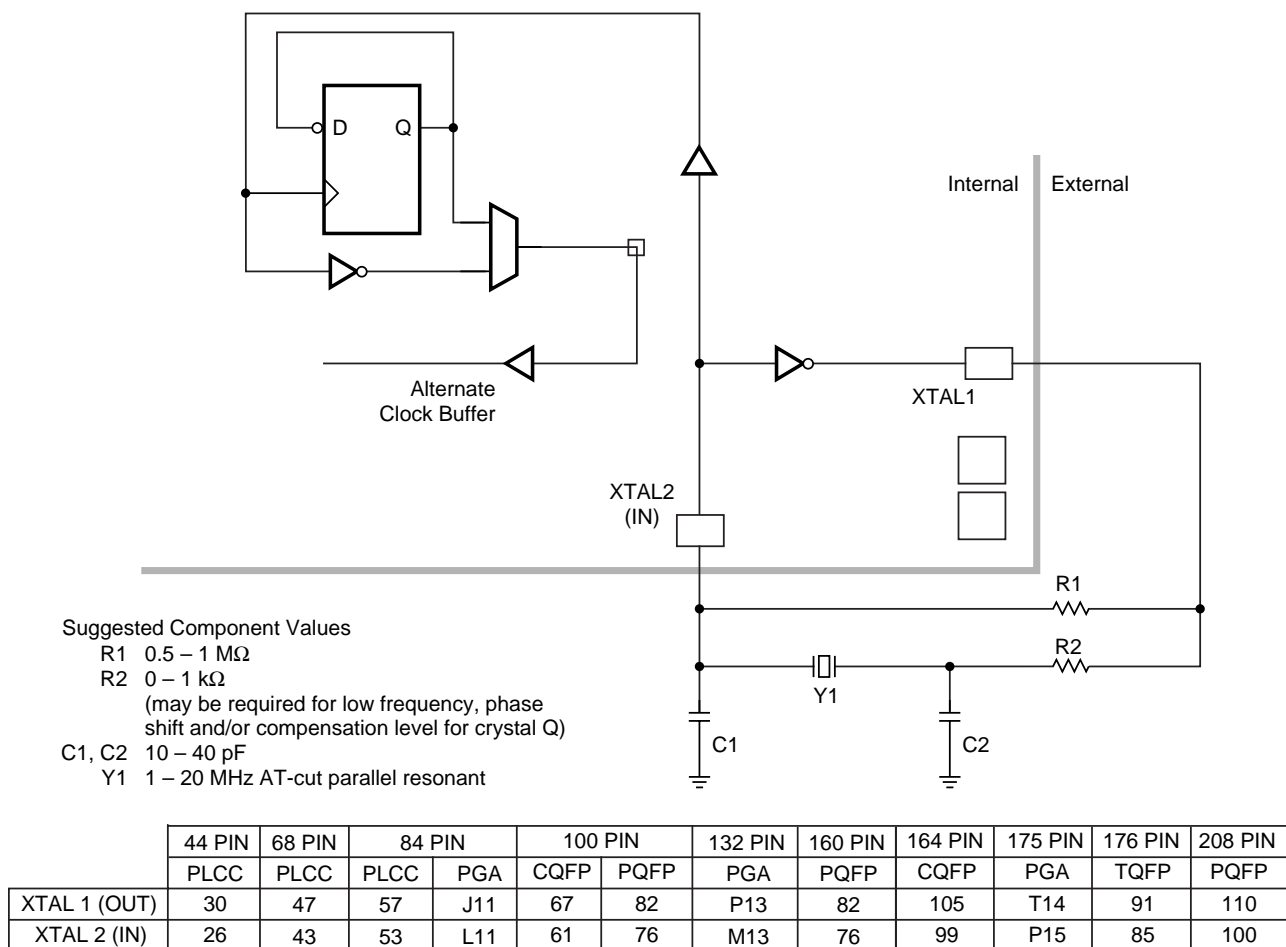 D Q
Internal External
Alternate
Clock Buffer
XTAL1
XTAL2
(IN)
R1
R2
Y1
C1
C2
Suggested Component Values
R1 0.5 – 1 MΩ
R2 0 – 1 kΩ
(may be required for low frequency, phase
shift and/or compensation level for crystal Q)
C1, C2 10 – 40 pF
Y1 1 – 20 MHz AT-cut parallel resonant
44 PIN 68 PIN 84 PIN 100 PIN 132 PIN 160 PIN 164 PIN 175 PIN 176 PIN 208 PIN
PLCC PLCC PLCC PGA CQFP PQFP PGA PQFP CQFP PGA TQFP PQFP
XTAL 1 (OUT) 30 47 57 J11 67 82 P13 82 105 T14 91 110
XTAL 2 (IN) 26 43 53 L11 61 76 M13 76 99 P15 85 100